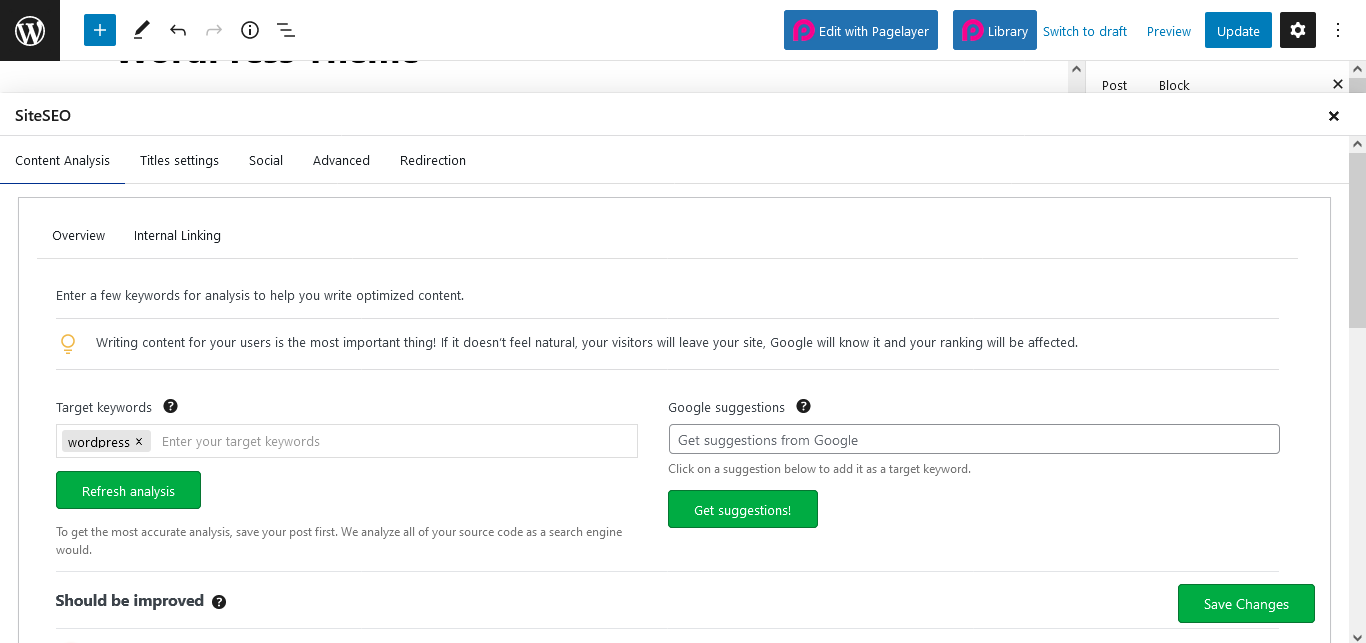 Edit with Pagelayer
Library
Switch to draft
Preview
Update
WordPress Theme
Post
Block
SiteSEO
Content Analysis
Titles settings
Social
Advanced
Redirection
Overview
Internal Linking
Enter a few keywords for analysis to help you write optimized content.
Writing content for your users is the most important thing! If it doesn't feel natural, your visitors will leave your site, Google will know it and your ranking will be affected.
Target keywords
Google suggestions
wordpress ×
Enter your target keywords
Get suggestions from Google
Click on a suggestion below to add it as a target keyword.
Refresh analysis
Get suggestions!
To get the most accurate analysis, save your post first. We analyze all of your source code as a search engine
would.
Should be improved
Save Changes